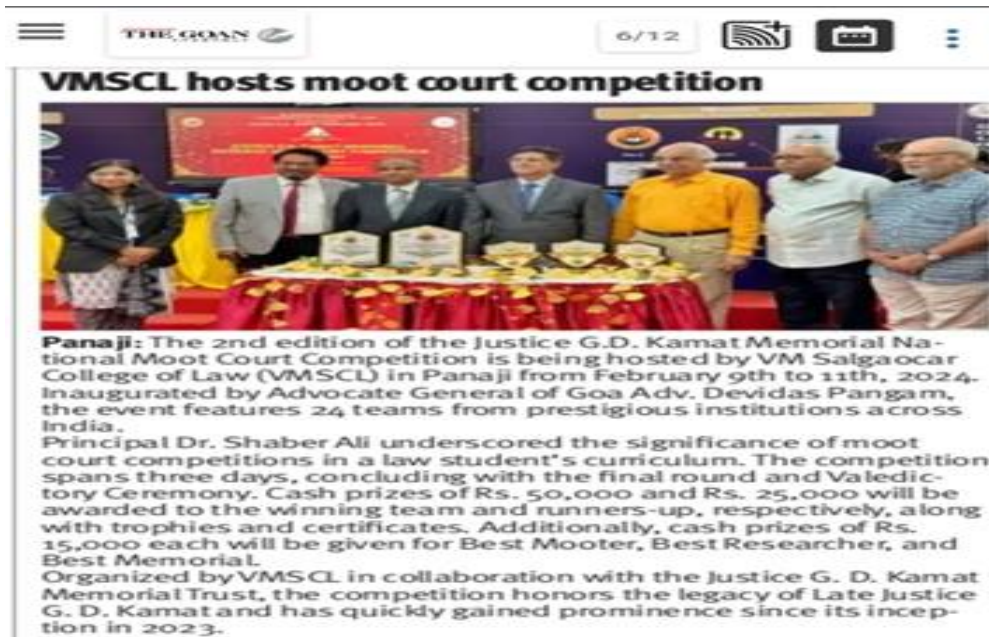 THE GOAN
6/12
VMSCL hosts moot court competition
Panaji: The 2nd edition of the Justice G.D. Kamat Memorial Na-
tional Moot Court Competition is being hosted by VM Salgaocar
College of Law (VMSCL) in Panaji from February 9th to 11th, 2024.
Inaugurated by Advocate General of Goa Adv. Devidas Pangam,
the event features 24 teams from prestigious institutions across
India.
Principal Dr. Shaber Ali underscored the significance of moot
court competitions in a law student's curriculum. The competition
spans three days, concluding with the final round and Valedic-
tory Ceremony. Cash prizes of Rs. 50,000 and Rs. 25,000 will be
awarded to the winning team and runners-up, respectively, along
with trophies and certificates. Additionally, cash prizes of Rs.
15,000 each will be given for Best Mooter, Best Researcher, and
Best Memorial.
Organized by VMSCL in collaboration with the Justice G. D. Kamat
Memorial Trust, the competition honors the legacy of Late Justice
G. D. Kamat and has quickly gained prominence since its incep-
tion in 2023.